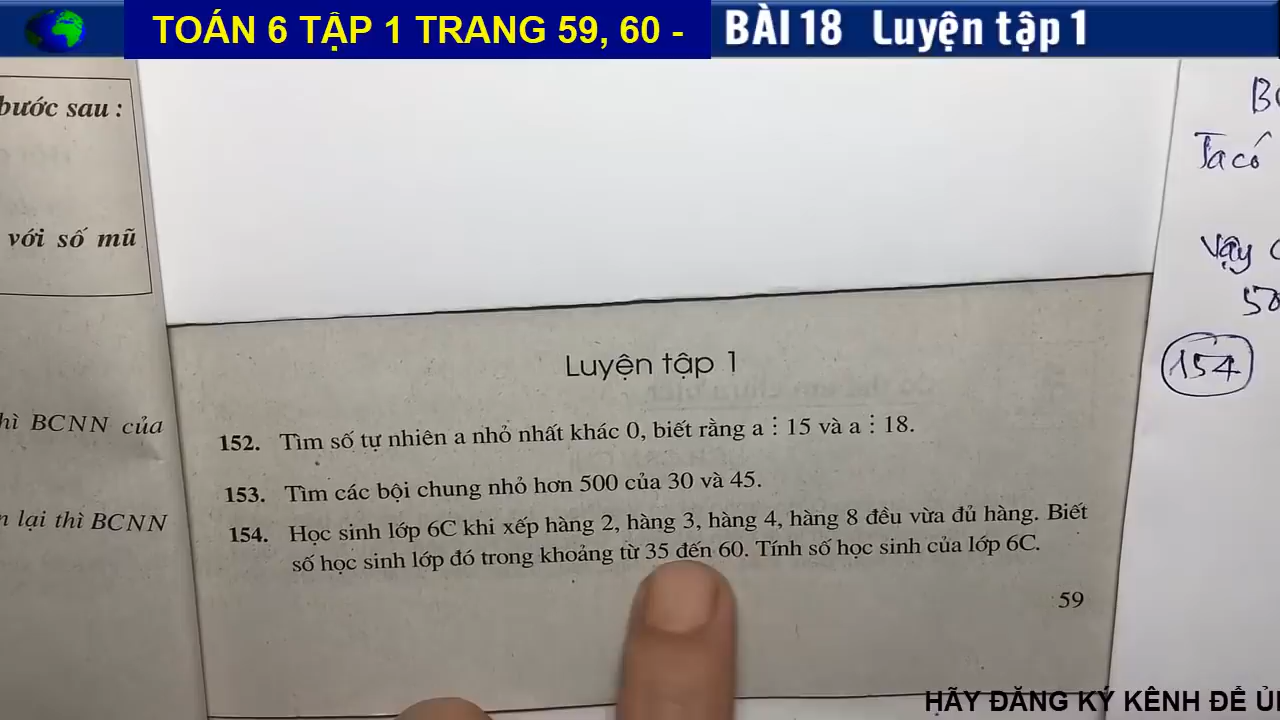 TOÁN 6 TẬP 1 TRANG 59, 60 -
BÀI 18 Luyện tập 1
bước sau :
với số mũ
hì BCNN của
n lại thì BCNN
Luyện tập 1
152. Tìm số tự nhiên a nhỏ nhất khác 0, biết rằng a ⋮ 15 và a ⋮ 18.
153. Tìm các bội chung nhỏ hơn 500 của 30 và 45.
154. Học sinh lớp 6C khi xếp hàng 2, hàng 3, hàng 4, hàng 8 đều vừa đủ hàng. Biết
số học sinh lớp đó trong khoảng từ 35 đến 60. Tính số học sinh của lớp 6C.
59
Ta có
Vậy
154
HÃY ĐĂNG KÝ KÊNH ĐỂ